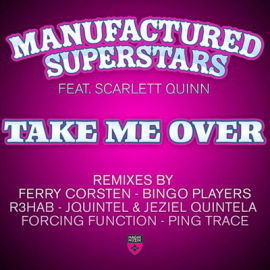 MANUFACTURED
SUPERSTARS
FEAT. SCARLETT QUINN
TAKE ME OVER
REMIXES BY
FERRY CORSTEN - BINGO PLAYERS
R3HAB - JQUINTEL & JEZIEL QUINTELA
FORCING FUNCTION - PING TRACE